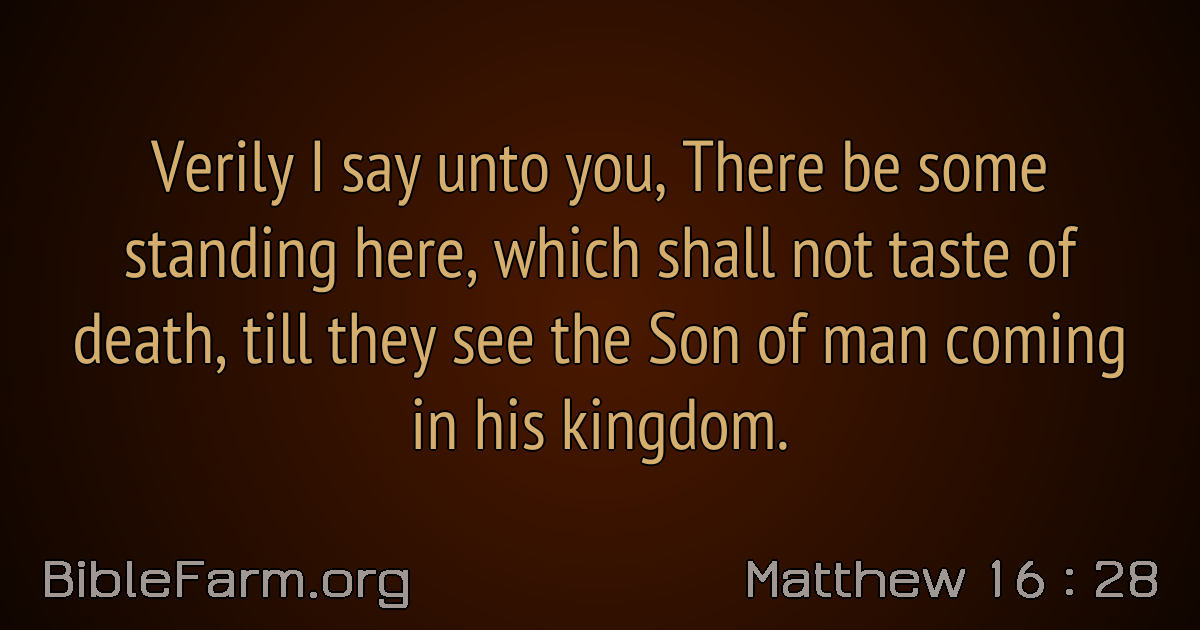 Verily I say unto you, There be some
standing here, which shall not taste of
death, till they see the Son of man coming
in his kingdom.
BibleFarm.org
Matthew 16 : 28